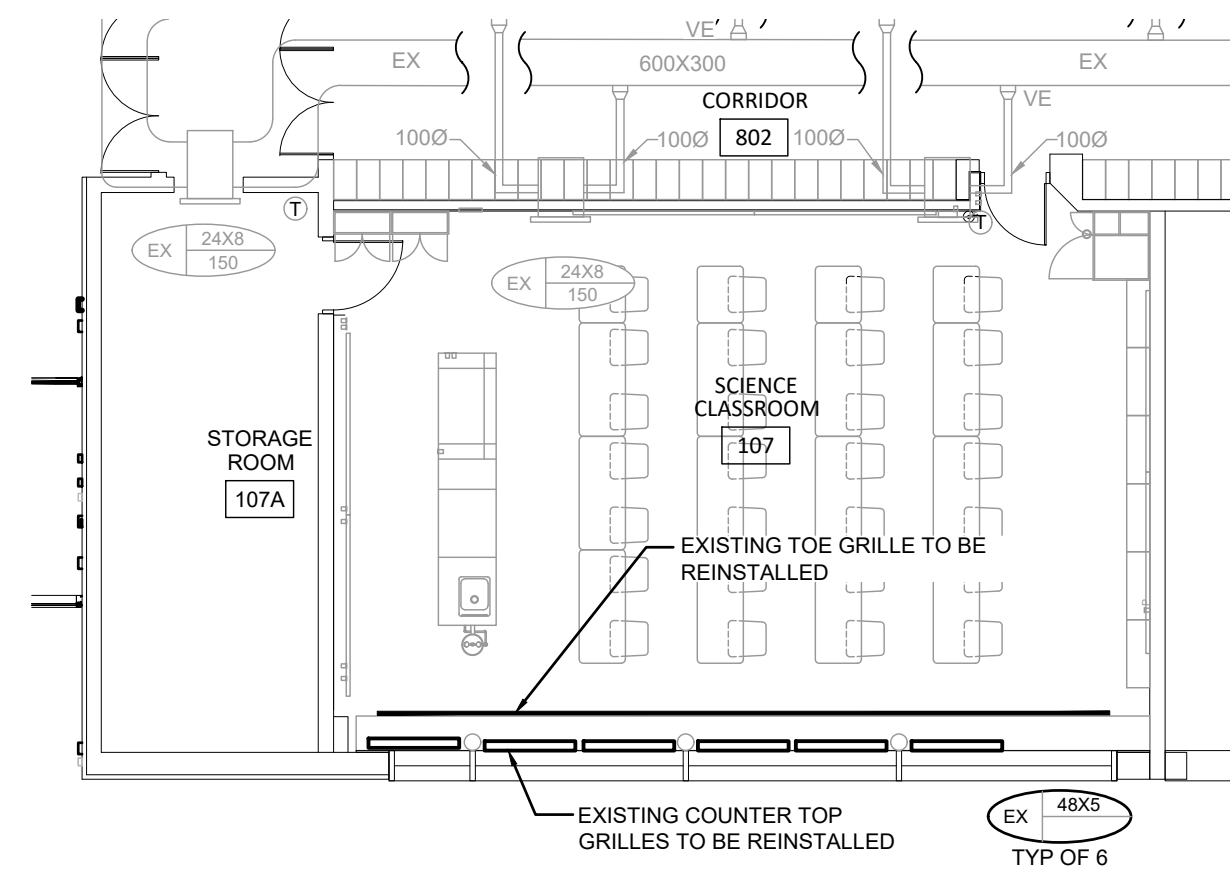 VE
EX
600X300
EX
CORRIDOR
VE
100Ø
100Ø
802
100Ø
100Ø
T
T
EX
24X8
150
EX
24X8
150
SCIENCE
CLASSROOM
107
STORAGE
ROOM
107A
EXISTING TOE GRILLE TO BE
REINSTALLED
EXISTING COUNTER TOP
GRILLES TO BE REINSTALLED
EX
48X5
TYP OF 6